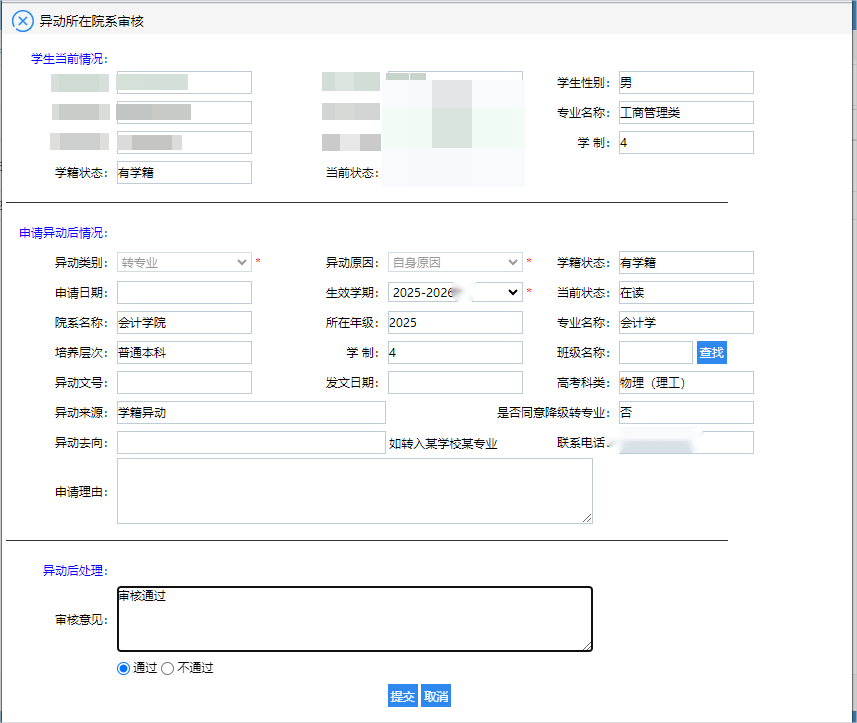 异动所在院系审核
学生当前情况:
学生性别: 男
专业名称: 工商管理类
学 制: 4
学籍状态: 有学籍 当前状态:
申请异动后情况:
异动类别: 转专业 * 异动原因: 自身原因 * 学籍状态: 有学籍
申请日期: 生效学期: 2025-2026 * 当前状态: 在读
院系名称: 会计学院 所在年级: 2025 专业名称: 会计学
培养层次: 普通本科 学 制: 4 班级名称: 查找
异动文号: 发文日期: 高考科类: 物理（理工）
异动来源: 学籍异动 是否同意降级转专业: 否
异动去向: 如转入某学校某专业 联系电话:
申请理由:
异动后处理:
审核意见: 审核通过
通过 不通过
提交 取消